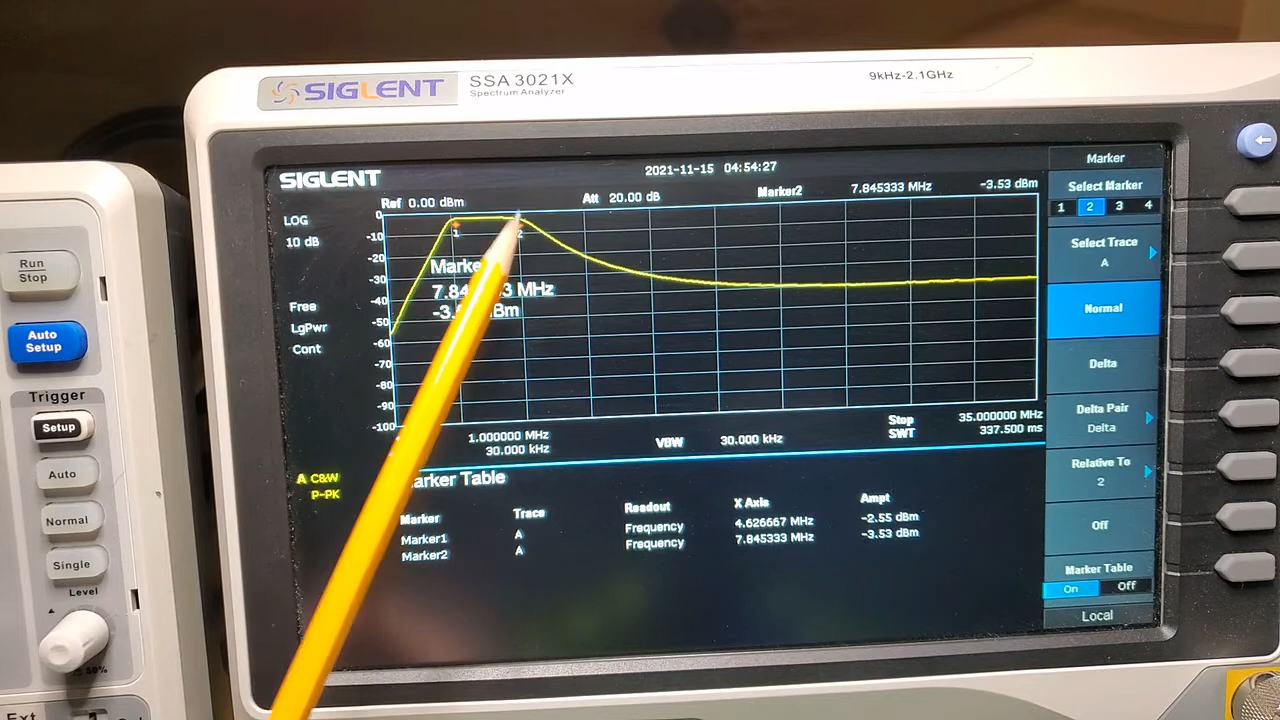 SIGLENT
SSA 3021X
Spectrum Analyzer
9kHz-2.1GHz
SIGLENT
2021-11-15 04:54:27
Ref 0.00 dBm
Att 20.00 dB
Marker2 7.845333 MHz -3.53 dBm
LOG
10 dB
Free
LgPwr
Cont
0
-10
-20
-30
-40
-50
-60
-70
-80
-90
-100
1
2
MHz
1.000000 MHz
30.000 kHz
VBW 30.000 kHz
Stop 35.000000 MHz
SWT 337.500 ms
A C&W
P-PK
Table
Marker Trace Readout X Axis Ampt
Marker1 A Frequency 4.626667 MHz -2.55 dBm
Marker2 A Frequency 7.845333 MHz -3.53 dBm
Marker
Select Marker
1 2 3 4
Select Trace
A
Normal
Delta
Delta Pair
Delta
Relative To
2
Off
Marker Table
On Off
Local
Run
Stop
Auto
Setup
Trigger
Setup
Auto
Normal
Single
Level
50%
Ext